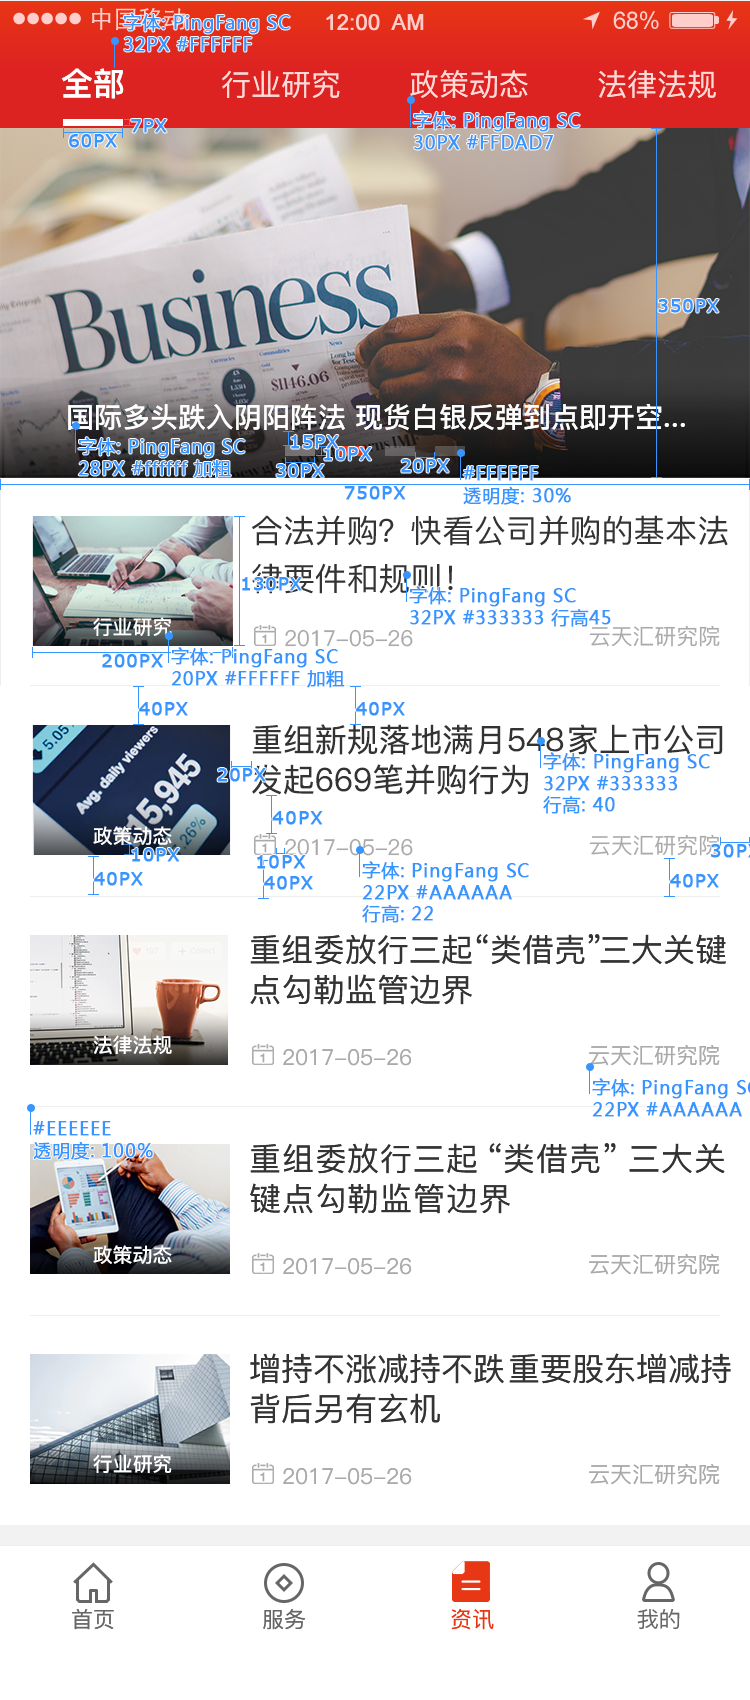 中国移动 12:00 AM 68%
字体: PingFang SC
32PX #FFFFFF
全部 行业研究 政策动态 法律法规
7PX
60PX
字体: PingFang SC
30PX #FFDAD7
Business
$1146.06
350PX
国际多头跌入阴阳阵法 现货白银反弹到点即开空...
字体: PingFang SC
28PX #ffffff 加粗
15PX
10PX
30PX
20PX
#FFFFFF
透明度: 30%
750PX
合法并购？快看公司并购的基本法
律要件和规则！
130PX
字体: PingFang SC
32PX #333333 行高45
行业研究
2017-05-26 云天汇研究院
200PX
字体: PingFang SC
20PX #FFFFFF 加粗
40PX
40PX
5.05
Avg. daily viewers
15,945
.26%
重组新规落地满月548家上市公司
发起669笔并购行为
20PX
字体: PingFang SC
32PX #333333
行高: 40
40PX
政策动态
2017-05-26 云天汇研究院
10PX
40PX
10PX
40PX
字体: PingFang SC
22PX #AAAAAA
行高: 22
30P
40PX
重组委放行三起“类借壳”三大关键
点勾勒监管边界
法律法规
2017-05-26 云天汇研究院
字体: PingFang S
22PX #AAAAAA
#EEEEEE
透明度: 100%
重组委放行三起 “类借壳” 三大关
键点勾勒监管边界
政策动态
2017-05-26 云天汇研究院
增持不涨减持不跌 重要股东增减持
背后另有玄机
行业研究
2017-05-26 云天汇研究院
首页 服务 资讯 我的